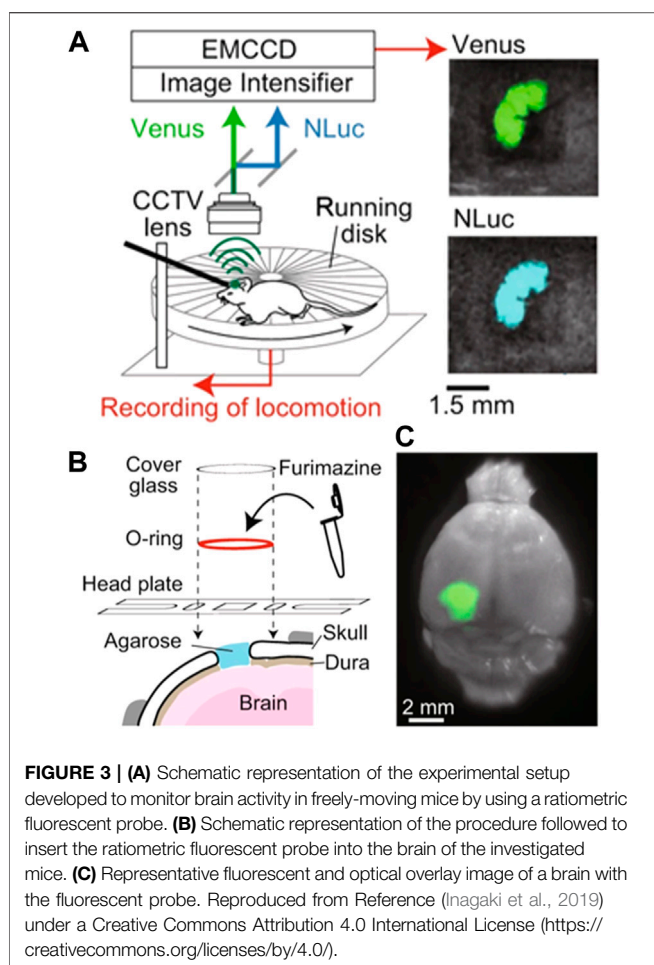 A
EMCCD
Image Intensifier
Venus
NLuc
CCTV
lens
Running
disk
Recording of locomotion
Venus
NLuc
1.5 mm
B
Cover
glass
Furimazine
O-ring
Head plate
Agarose
Skull
Dura
Brain
C
2 mm
FIGURE 3 | (A) Schematic representation of the experimental setup
developed to monitor brain activity in freely-moving mice by using a ratiometric
fluorescent probe. (B) Schematic representation of the procedure followed to
insert the ratiometric fluorescent probe into the brain of the investigated
mice. (C) Representative fluorescent and optical overlay image of a brain with
the fluorescent probe. Reproduced from Reference (Inagaki et al., 2019)
under a Creative Commons Attribution 4.0 International License (https://
creativecommons.org/licenses/by/4.0/).